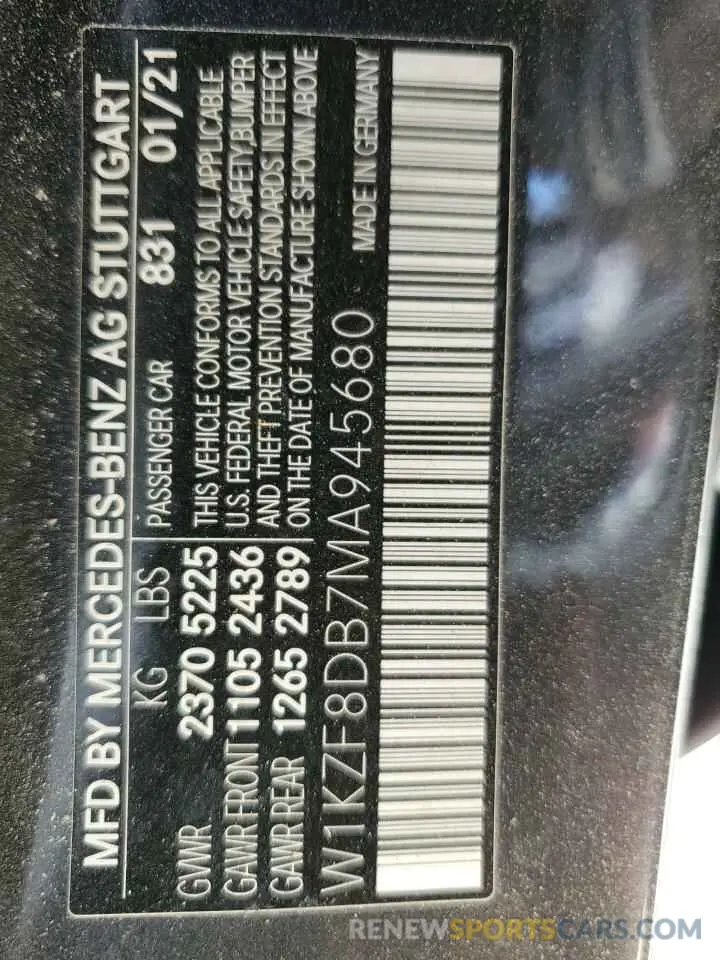 MFD BY MERCEDES-BENZ AG STUTTGART
KG LBS PASSENGER CAR 831 01/21
GVWR 2370 5225 THIS VEHICLE CONFORMS TO ALL APPLICABLE
GAWR FRONT 1105 2436 U.S. FEDERAL MOTOR VEHICLE SAFETY, BUMPER
GAWR REAR 1265 2789 AND THEFT PREVENTION STANDARDS IN EFFECT
ON THE DATE OF MANUFACTURE SHOWN ABOVE
W1KZF8DB7MA945680 MADE IN GERMANY
RENEWSPORTSCARS.COM